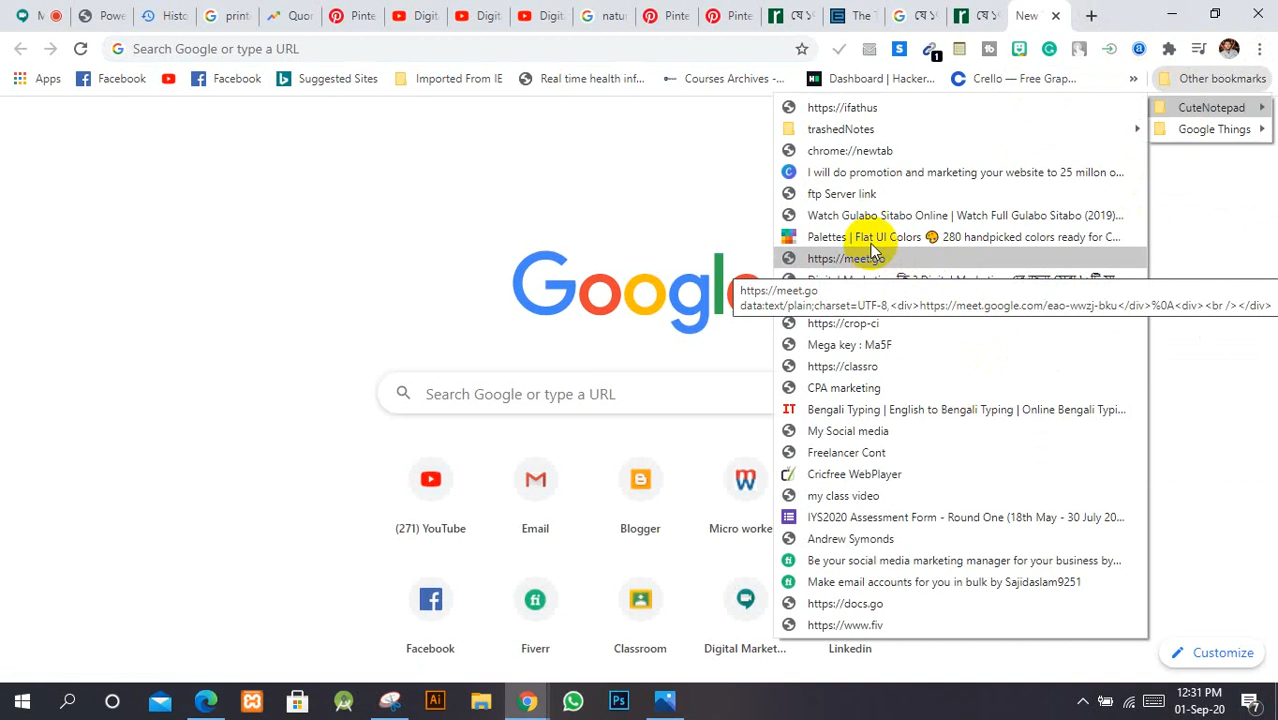 Powe
Histo
print
Quor
Pinte
Digit
Digit
Digit
natur
Pinte
Pinte
যে ১
The T
যে ১
যে ১
New
Search Google or type a URL
1
Apps
Facebook
Facebook
Suggested Sites
Imported From IE
Real time health inf...
Courses Archives -...
Dashboard | Hacker...
Crello — Free Grap...
»
Other bookmarks
https://ifathus
CuteNotepad
trashedNotes
Google Things
chrome://newtab
I will do promotion and marketing your website to 25 millon o...
ftp Server link
Watch Gulabo Sitabo Online | Watch Full Gulabo Sitabo (2019)...
Palettes | Flat UI Colors 🎨 280 handpicked colors ready for C...
https://meet.go
Google
https://meet.go
data:text/plain;charset=UTF-8,<div>https://meet.google.com/eao-wwzj-bku</div>%0A<div><br /></div>
https://crop-ci
Mega key : Ma5F
https://classro
CPA marketing
Search Google or type a URL
Bengali Typing | English to Bengali Typing | Online Bengali Typi...
My Social media
Freelancer Cont
Cricfree WebPlayer
my class video
IYS2020 Assessment Form - Round One (18th May - 30 July 20...
Andrew Symonds
Be your social media marketing manager for your business by...
Make email accounts for you in bulk by Sajidaslam9251
https://docs.go
https://www.fiv
(271) YouTube
Email
Blogger
Micro worke
Facebook
Fiverr
Classroom
Digital Market...
Linkedin
Customize
12:31 PM
01-Sep-20
7